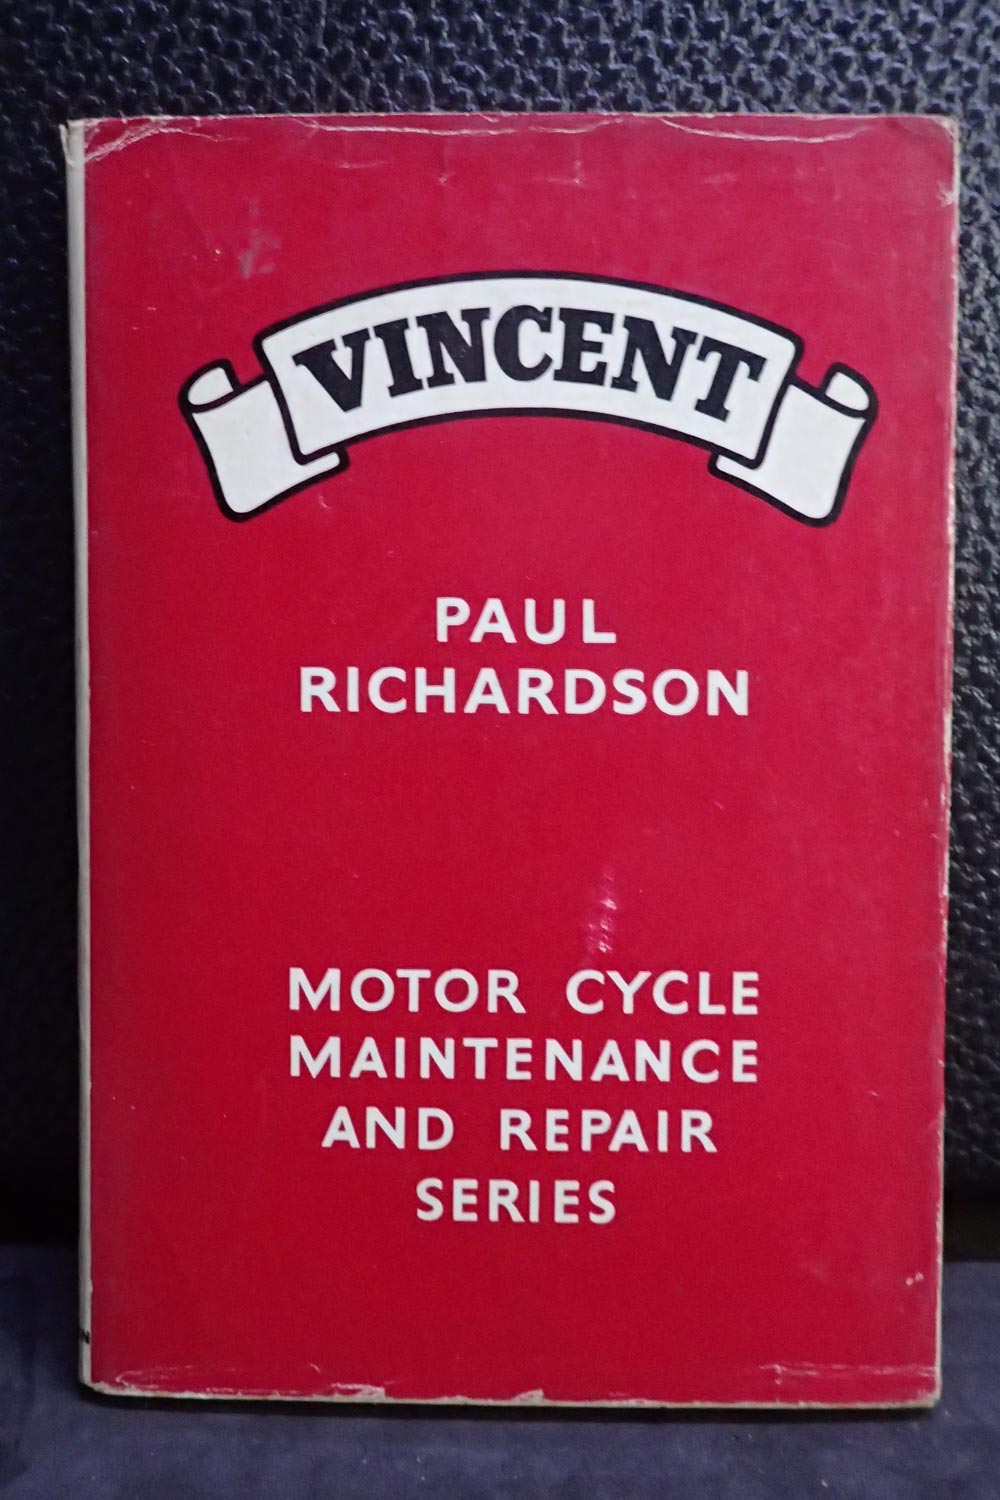 VINCENT
PAUL
RICHARDSON
MOTOR CYCLE
MAINTENANCE
AND REPAIR
SERIES